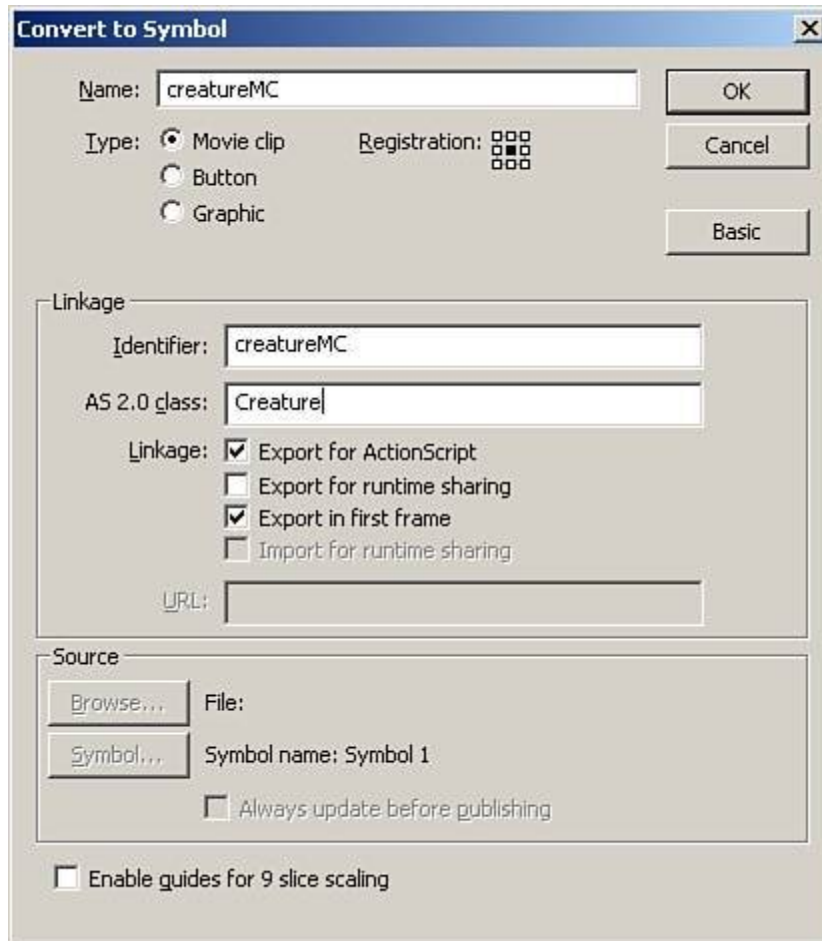 Convert to Symbol
Name: creatureMC
OK
Type: Movie clip
Registration:
Cancel
Button
Graphic
Basic
Linkage
Identifier: creatureMC
AS 2.0 class: Creature
Linkage: Export for ActionScript
Export for runtime sharing
Export in first frame
Import for runtime sharing
URL:
Source
Browse... File:
Symbol... Symbol name: Symbol 1
Always update before publishing
Enable guides for 9 slice scaling